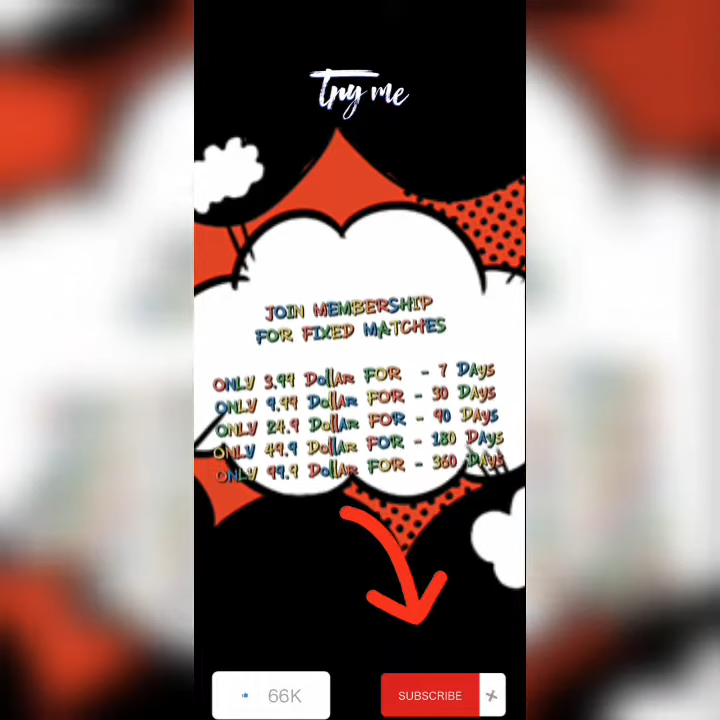 Try me
JOIN MEMBERSHIP
FOR FIXED MATCHES
ONLY 3.99 DollAR FOR - 7 DAys
ONLY 9.99 DollAR FOR - 30 DAys
ONLY 24.9 DollAR FOR - 90 DAys
ONLY 49.9 DollAR FOR - 180 DAys
ONLY 99.9 DollAR FOR - 360 DAys
66K
SUBSCRIBE